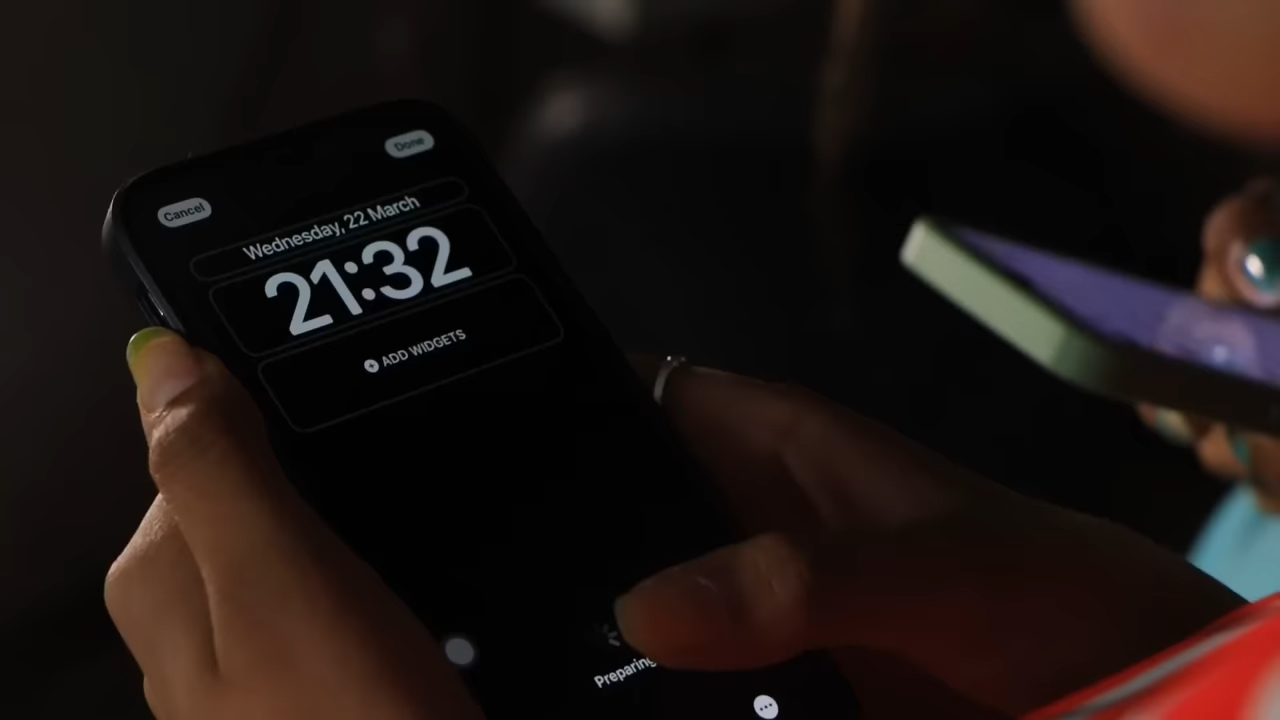 Done
Cancel
Wednesday, 22 March
21:32
ADD WIDGETS
Preparing